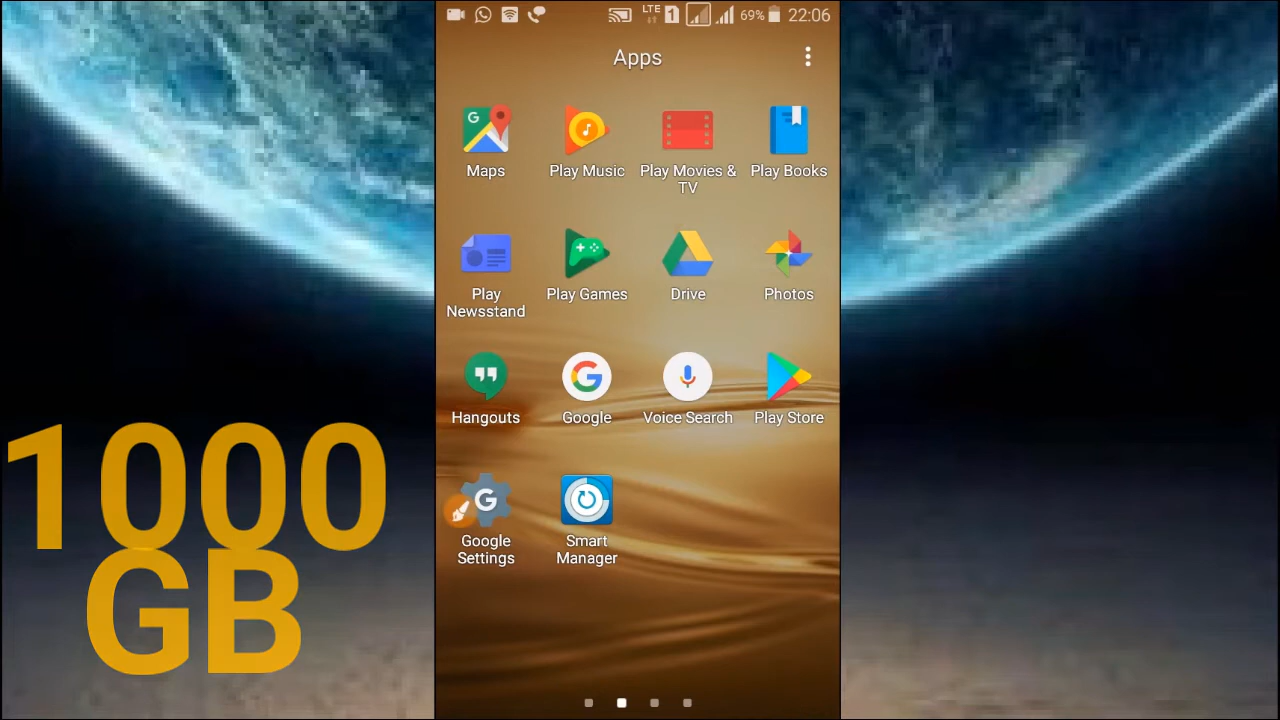 LTE 1 69% 22:06
Apps
G
Maps
Play Music
Play Movies &
TV
Play Books
Play
Newsstand
Play Games
Drive
Photos
G
Hangouts
Google
Voice Search
Play Store
G
Google
Settings
Smart
Manager
1000
GB